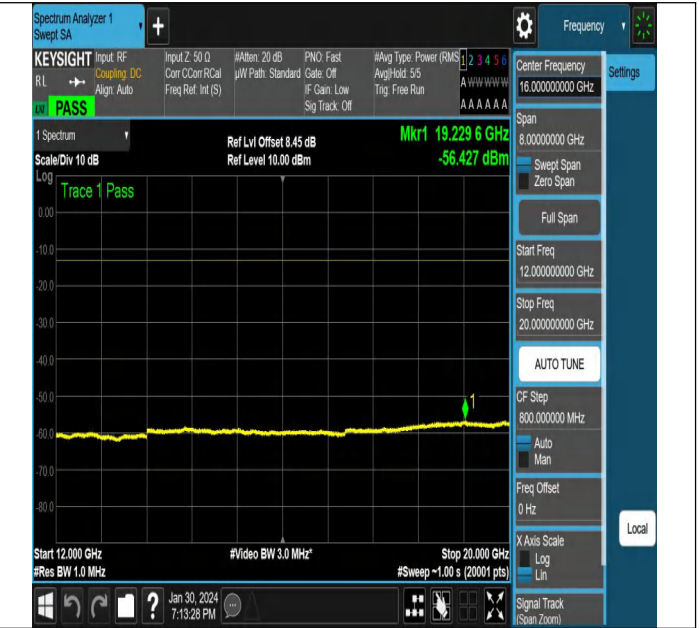 Spectrum Analyzer 1
Swept SA
+
Frequency
KEYSIGHT
RL
PASS
Input: RF
Coupling: DC
Align: Auto
Input Z: 50 Ω
Corr CCorr RCal
Freq Ref: Int (S)
#Atten: 20 dB
µW Path: Standard
PNO: Fast
Gate: Off
IF Gain: Low
Sig Track: Off
#Avg Type: Power (RMS
Avg|Hold: 5/5
Trig: Free Run
1 2 3 4 5 6
A W W W W W
A A A A A A
1 Spectrum
Scale/Div 10 dB
Ref Lvl Offset 8.45 dB
Ref Level 10.00 dBm
Mkr1 19.229 6 GHz
-56.427 dBm
Log
Trace 1 Pass
0.00
-10.0
-20.0
-30.0
-40.0
-50.0
-60.0
-70.0
-80.0
1
Start 12.000 GHz
#Res BW 1.0 MHz
#Video BW 3.0 MHz*
Stop 20.000 GHz
#Sweep ~1.00 s (20001 pts)
?
Jan 30, 2024
7:13:28 PM
Center Frequency
16.000000000 GHz
Settings
Span
8.00000000 GHz
Swept Span
Zero Span
Full Span
Start Freq
12.000000000 GHz
Stop Freq
20.000000000 GHz
AUTO TUNE
CF Step
800.000000 MHz
Auto
Man
Freq Offset
0 Hz
X Axis Scale
Log
Lin
Local
Signal Track
(Span Zoom)